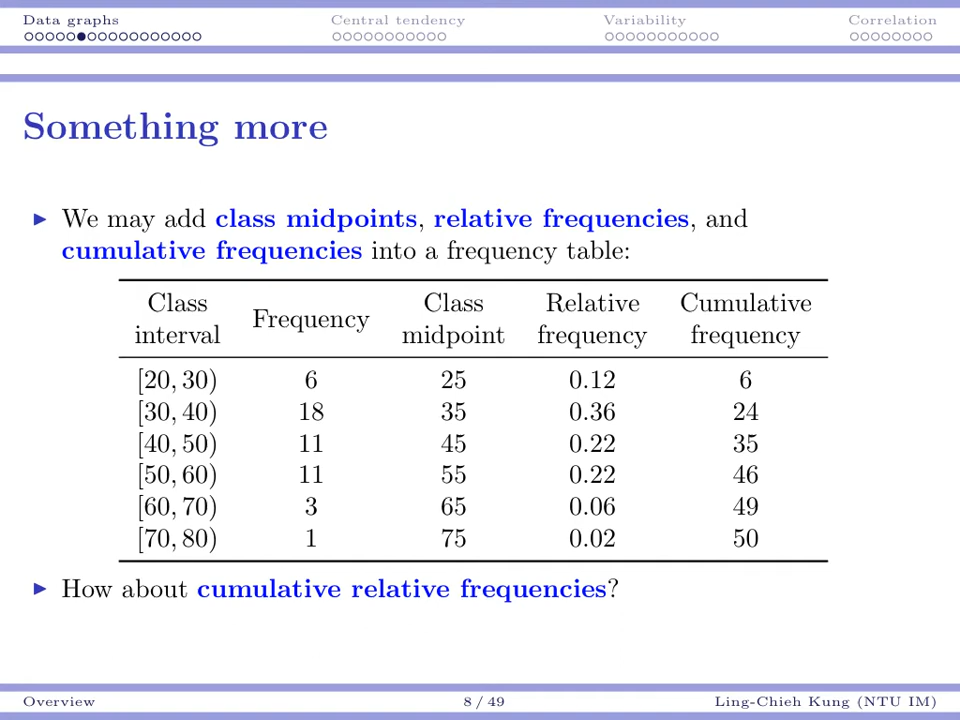 Data graphs Central tendency Variability Correlation
Something more
We may add class midpoints, relative frequencies, and
cumulative frequencies into a frequency table:
Class interval Frequency Class midpoint Relative frequency Cumulative frequency
[20, 30) 6 25 0.12 6
[30, 40) 18 35 0.36 24
[40, 50) 11 45 0.22 35
[50, 60) 11 55 0.22 46
[60, 70) 3 65 0.06 49
[70, 80) 1 75 0.02 50
How about cumulative relative frequencies?
Overview 8 / 49 Ling-Chieh Kung (NTU IM)